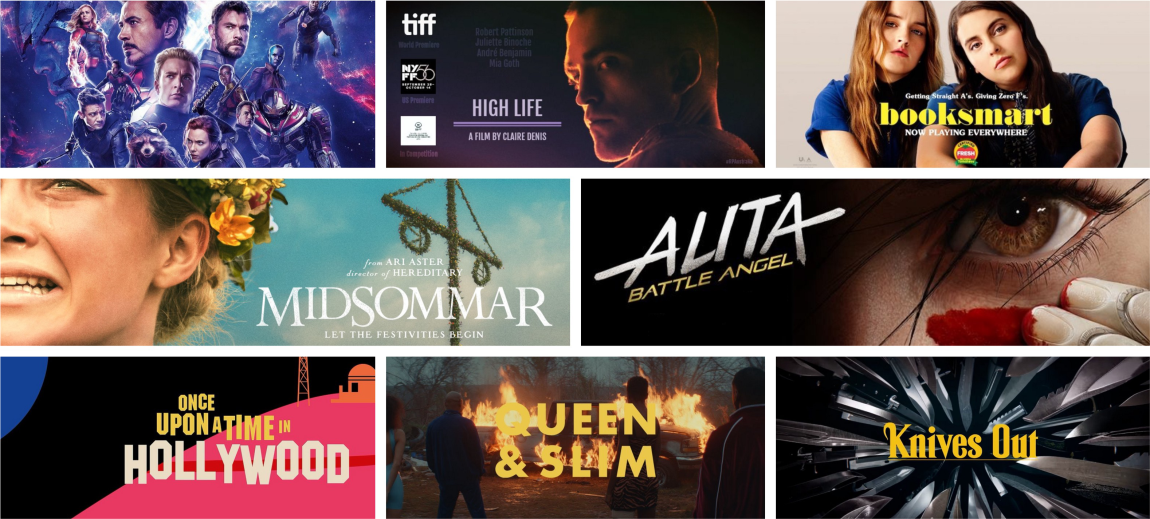 tiff
World Premiere
Robert Pattinson
Juliette Binoche
André Benjamin
Mia Goth
NY
FF56
SEPTEMBER 28–
OCTOBER 14
US Premiere
In Competition
HIGH LIFE
A FILM BY CLAIRE DENIS
Getting Straight A's. Giving Zero F's.
booksmart
NOW PLAYING EVERYWHERE
FRESH
from ARI ASTER
director of HEREDITARY
MIDSOMMAR
LET THE FESTIVITIES BEGIN
ALITA
BATTLE ANGEL
ONCE
UPON A TIME IN
HOLLYWOOD
QUEEN
& SLIM
Knives Out